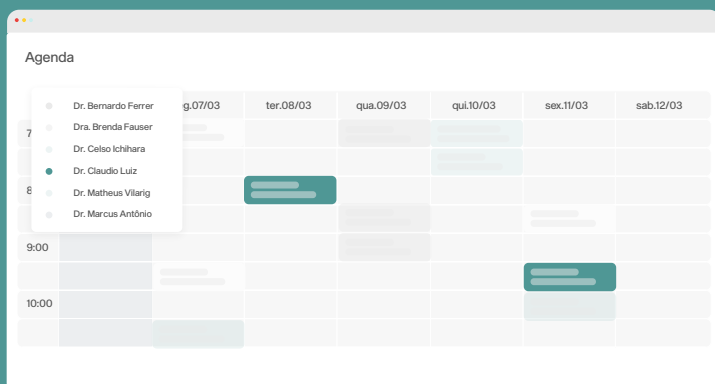 Agenda
Dr. Bernardo Ferrer
Dra. Brenda Fauser
Dr. Celso Ichihara
Dr. Claudio Luiz
Dr. Matheus Vilarig
Dr. Marcus Antônio
g.07/03
ter.08/03
qua.09/03
qui.10/03
sex.11/03
sab.12/03
7
8
9:00
10:00